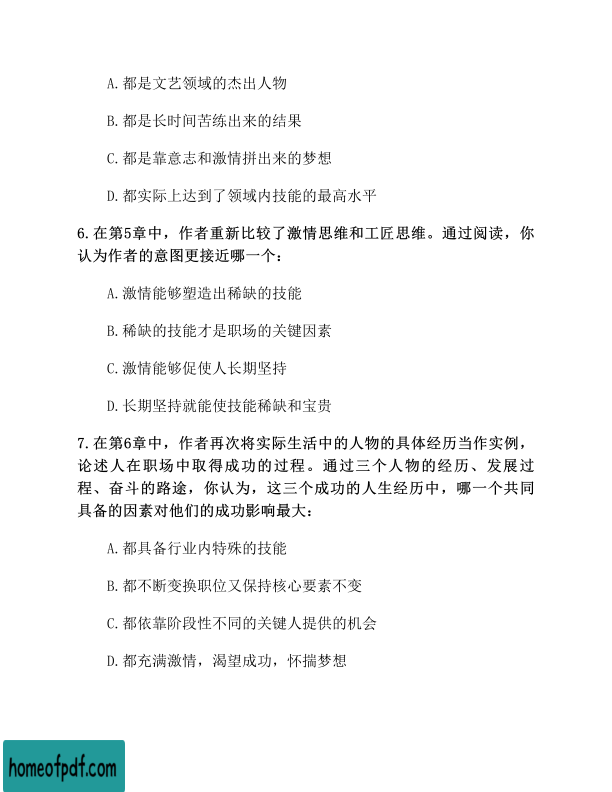 A.都是文艺领域的杰出人物
B.都是长时间苦练出来的结果
C.都是靠意志和激情拼出来的梦想
D.都实际上达到了领域内技能的最高水平
6.在第5章中，作者重新比较了激情思维和工匠思维。通过阅读，你
认为作者的意图更接近哪一个：
A.激情能够塑造出稀缺的技能
B.稀缺的技能才是职场的关键因素
C.激情能够促使人长期坚持
D.长期坚持就能使技能稀缺和宝贵
7.在第6章中，作者再次将实际生活中的人物的具体经历当作实例，
论述人在职场中取得成功的过程。通过三个人物的经历、发展过
程、奋斗的路途，你认为，这三个成功的人生经历中，哪一个共同
具备的因素对他们的成功影响最大：
A.都具备行业内特殊的技能
B.都不断变换职位又保持核心要素不变
C.都依靠阶段性不同的关键人提供的机会
D.都充满激情，渴望成功，怀揣梦想
homeofpdf.com